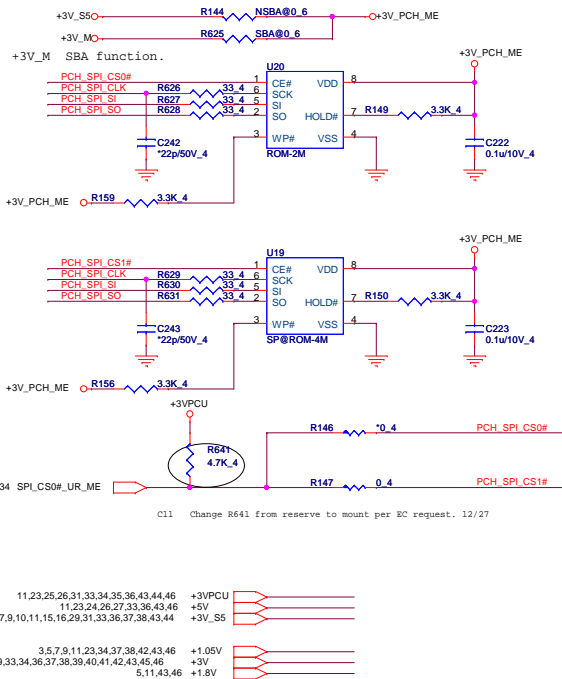 +3V_S5 R144 NSBA@0_6 +3V_PCH_ME
+3V_M R625 SBA@0_6
+3V_M SBA function.
+3V_PCH_ME
U20
PCH_SPI_CS0# 1 CE# VDD 8
PCH_SPI_CLK R626 33_4 6 SCK
PCH_SPI_SI R627 33_4 5 SI
PCH_SPI_SO R628 33_4 2 SO HOLD# 7 R149 3.3K_4
3 WP# VSS 4
ROM-2M
C242
*22p/50V_4
C222
0.1u/10V_4
+3V_PCH_ME R159 3.3K_4
+3V_PCH_ME
U19
PCH_SPI_CS1# 1 CE# VDD 8
PCH_SPI_CLK R629 33_4 6 SCK
PCH_SPI_SI R630 33_4 5 SI
PCH_SPI_SO R631 33_4 2 SO HOLD# 7 R150 3.3K_4
3 WP# VSS 4
SP@ROM-4M
C243
*22p/50V_4
C223
0.1u/10V_4
+3V_PCH_ME R156 3.3K_4
+3VPCU
R641
4.7K_4
R146 *0_4 PCH_SPI_CS0#
34 SPI_CS0#_UR_ME R147 0_4 PCH_SPI_CS1#
C11 Change R641 from reserve to mount per EC request. 12/27
11,23,25,26,31,33,34,35,36,43,44,46 +3VPCU
11,23,24,26,27,33,36,43,46 +5V
7,9,10,11,15,16,29,31,33,36,37,38,43,44 +3V_S5
3,5,7,9,11,23,34,37,38,42,43,46 +1.05V
9,33,34,36,37,38,39,40,41,42,43,45,46 +3V
5,11,43,46 +1.8V